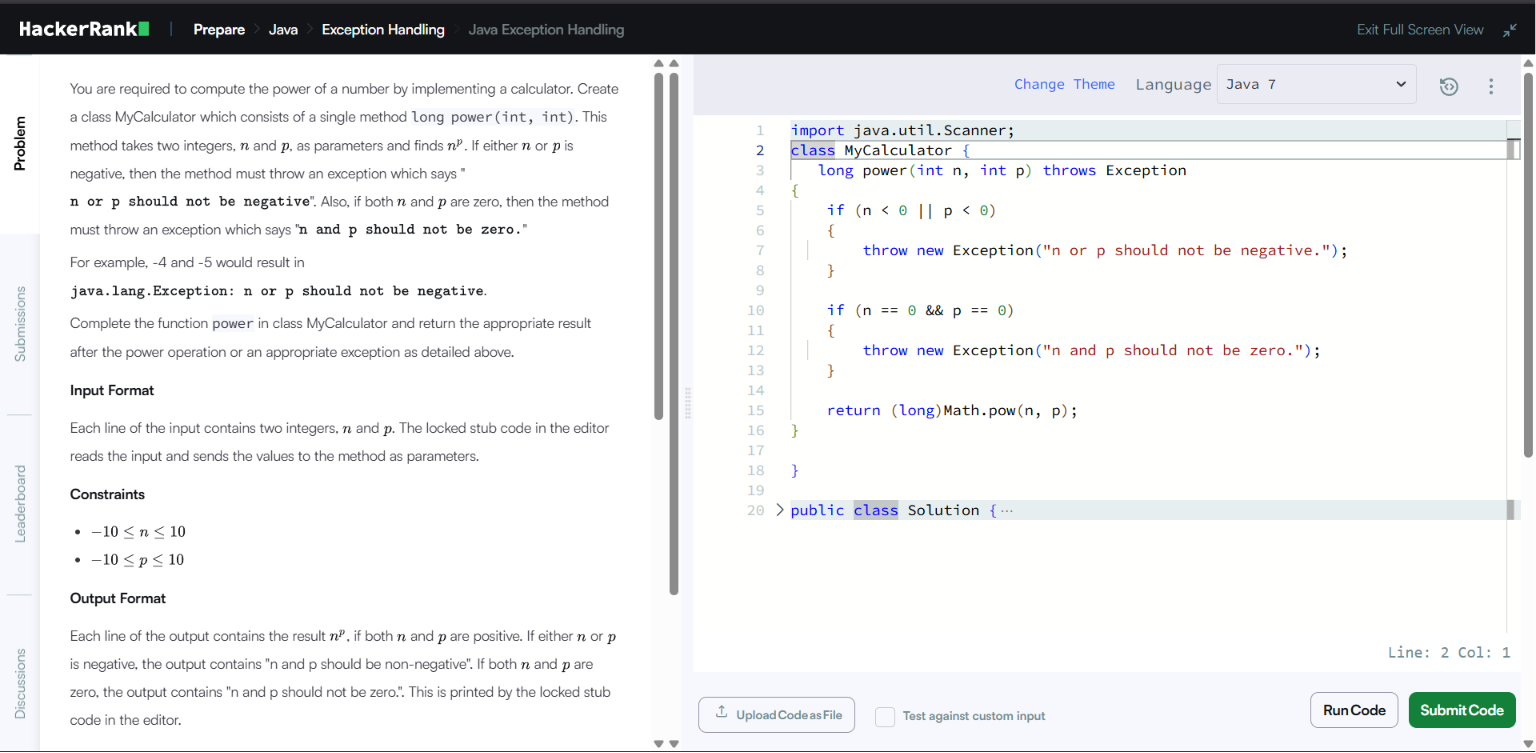 HackerRank | Prepare > Java > Exception Handling > Java Exception Handling
Exit Full Screen View
Problem
Submissions
Leaderboard
Discussions
You are required to compute the power of a number by implementing a calculator. Create
a class MyCalculator which consists of a single method long power(int, int). This
method takes two integers, n and p, as parameters and finds nᵖ. If either n or p is
negative, then the method must throw an exception which says "
n or p should not be negative". Also, if both n and p are zero, then the method
must throw an exception which says "n and p should not be zero."
For example, -4 and -5 would result in
java.lang.Exception: n or p should not be negative.
Complete the function power in class MyCalculator and return the appropriate result
after the power operation or an appropriate exception as detailed above.
Input Format
Each line of the input contains two integers, n and p. The locked stub code in the editor
reads the input and sends the values to the method as parameters.
Constraints
• −10 ≤ n ≤ 10
• −10 ≤ p ≤ 10
Output Format
Each line of the output contains the result nᵖ, if both n and p are positive. If either n or p
is negative, the output contains "n and p should be non-negative". If both n and p are
zero, the output contains "n and p should not be zero.". This is printed by the locked stub
code in the editor.
Change Theme Language Java 7
1 import java.util.Scanner;
2 class MyCalculator {
3    long power(int n, int p) throws Exception
4 {
5     if (n < 0 || p < 0)
6     {
7         throw new Exception("n or p should not be negative.");
8     }
9
10     if (n == 0 && p == 0)
11     {
12         throw new Exception("n and p should not be zero.");
13     }
14
15     return (long)Math.pow(n, p);
16 }
17
18 }
19
20 > public class Solution { ···
Line: 2 Col: 1
Upload Code as File
Test against custom input
Run Code
Submit Code